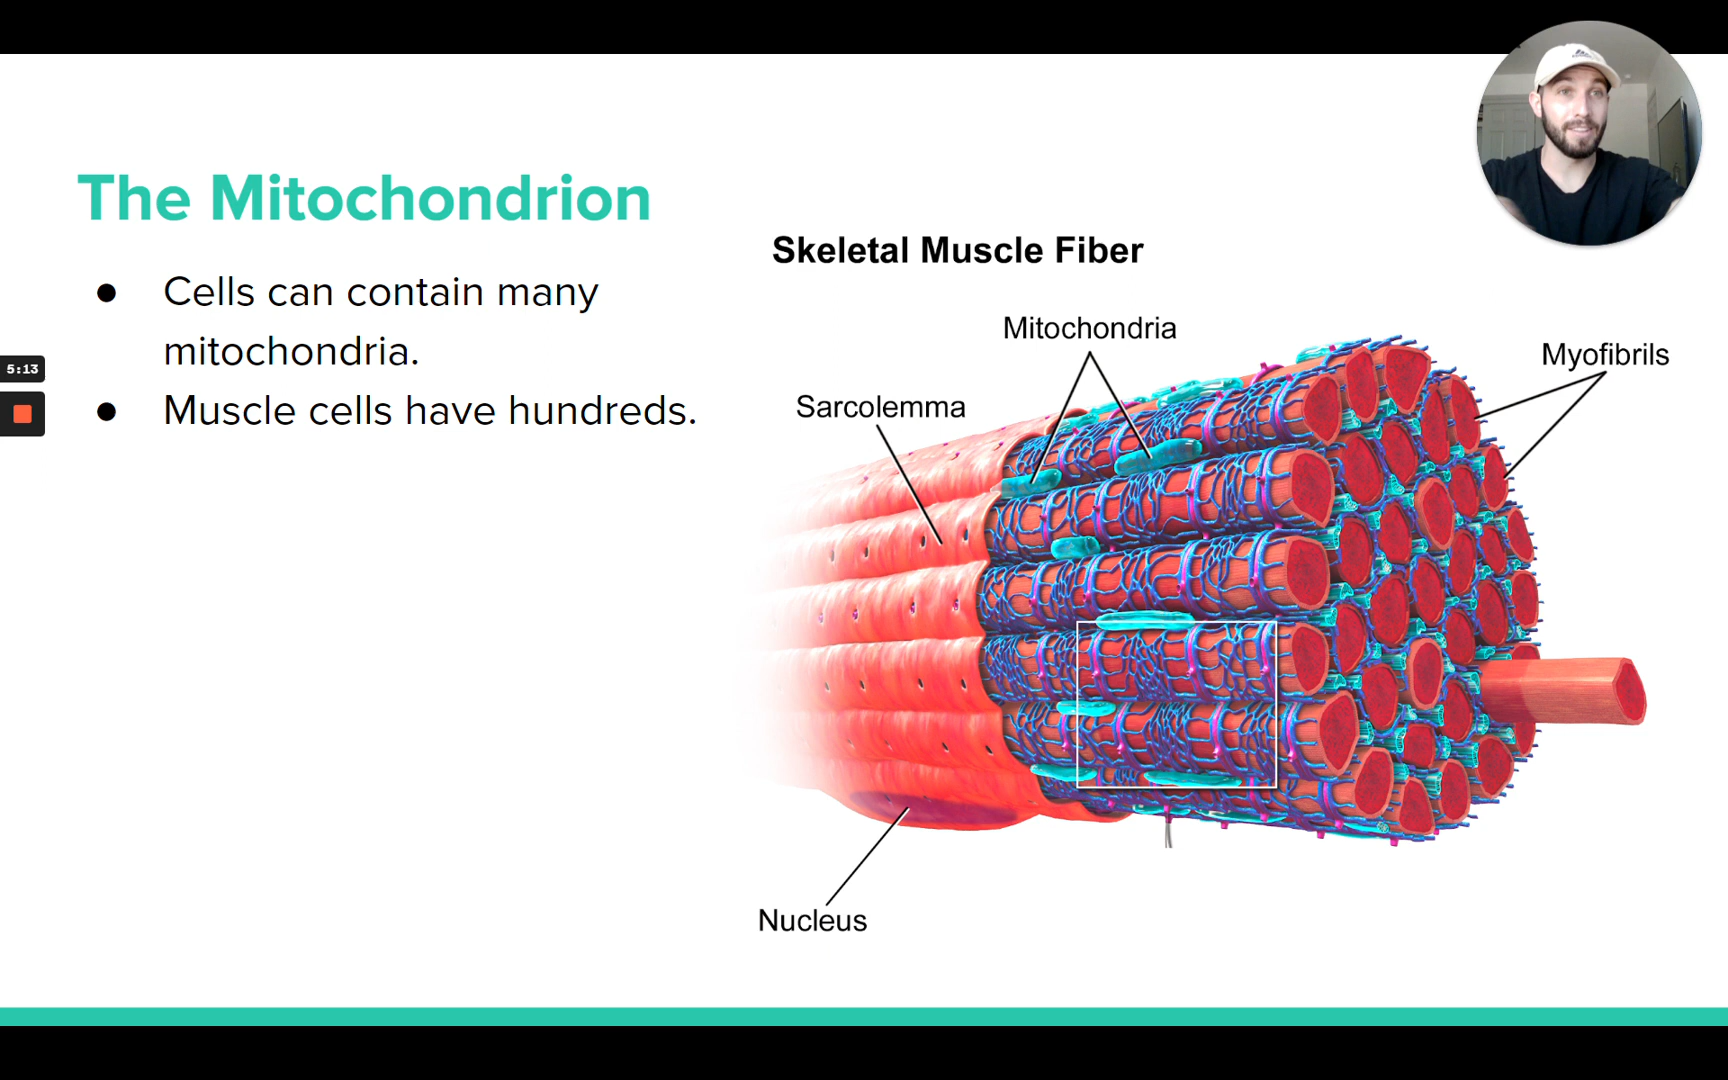 The Mitochondrion
● Cells can contain many
mitochondria.
● Muscle cells have hundreds.
5:13
Skeletal Muscle Fiber
Mitochondria
Myofibrils
Sarcolemma
Nucleus